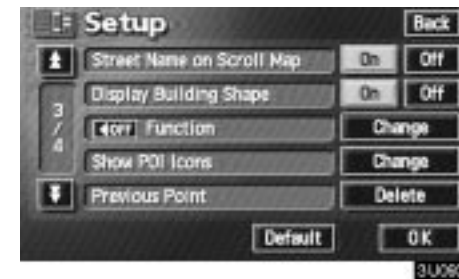 Setup Back
Street Name on Scroll Map On Off
Display Building Shape On Off
3/4
◀OFF Function Change
Show POI Icons Change
Previous Point Delete
Default OK